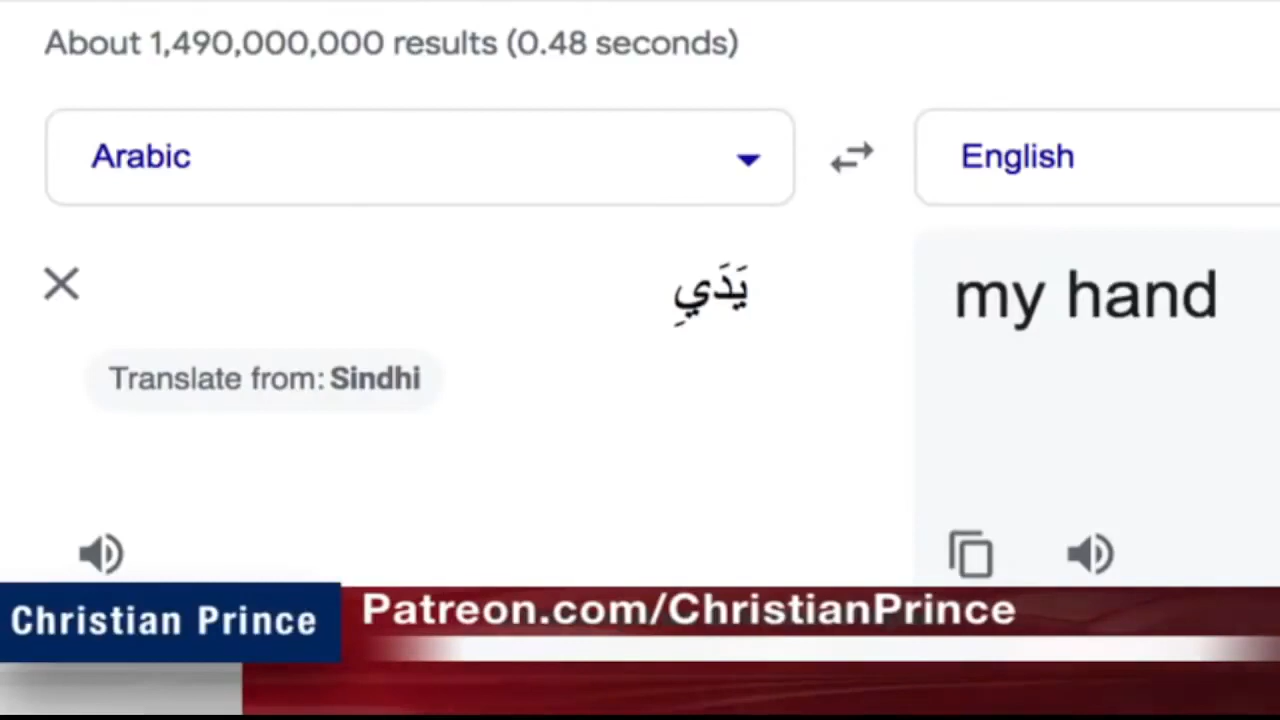 About 1,490,000,000 results (0.48 seconds)
Arabic
English
يَدَيِ
my hand
Translate from: Sindhi
Christian Prince
Patreon.com/ChristianPrince